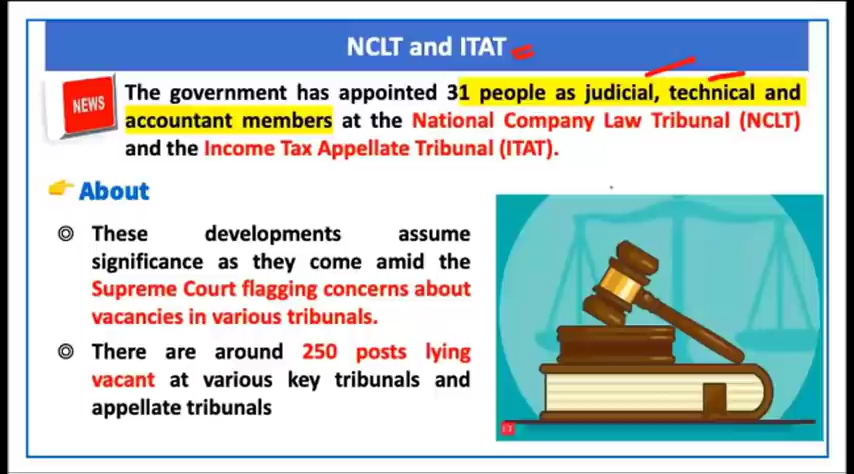 NCLT and ITAT
NEWS
The government has appointed 31 people as judicial, technical and
accountant members at the National Company Law Tribunal (NCLT)
and the Income Tax Appellate Tribunal (ITAT).
About
These developments assume
significance as they come amid the
Supreme Court flagging concerns about
vacancies in various tribunals.
There are around 250 posts lying
vacant at various key tribunals and
appellate tribunals